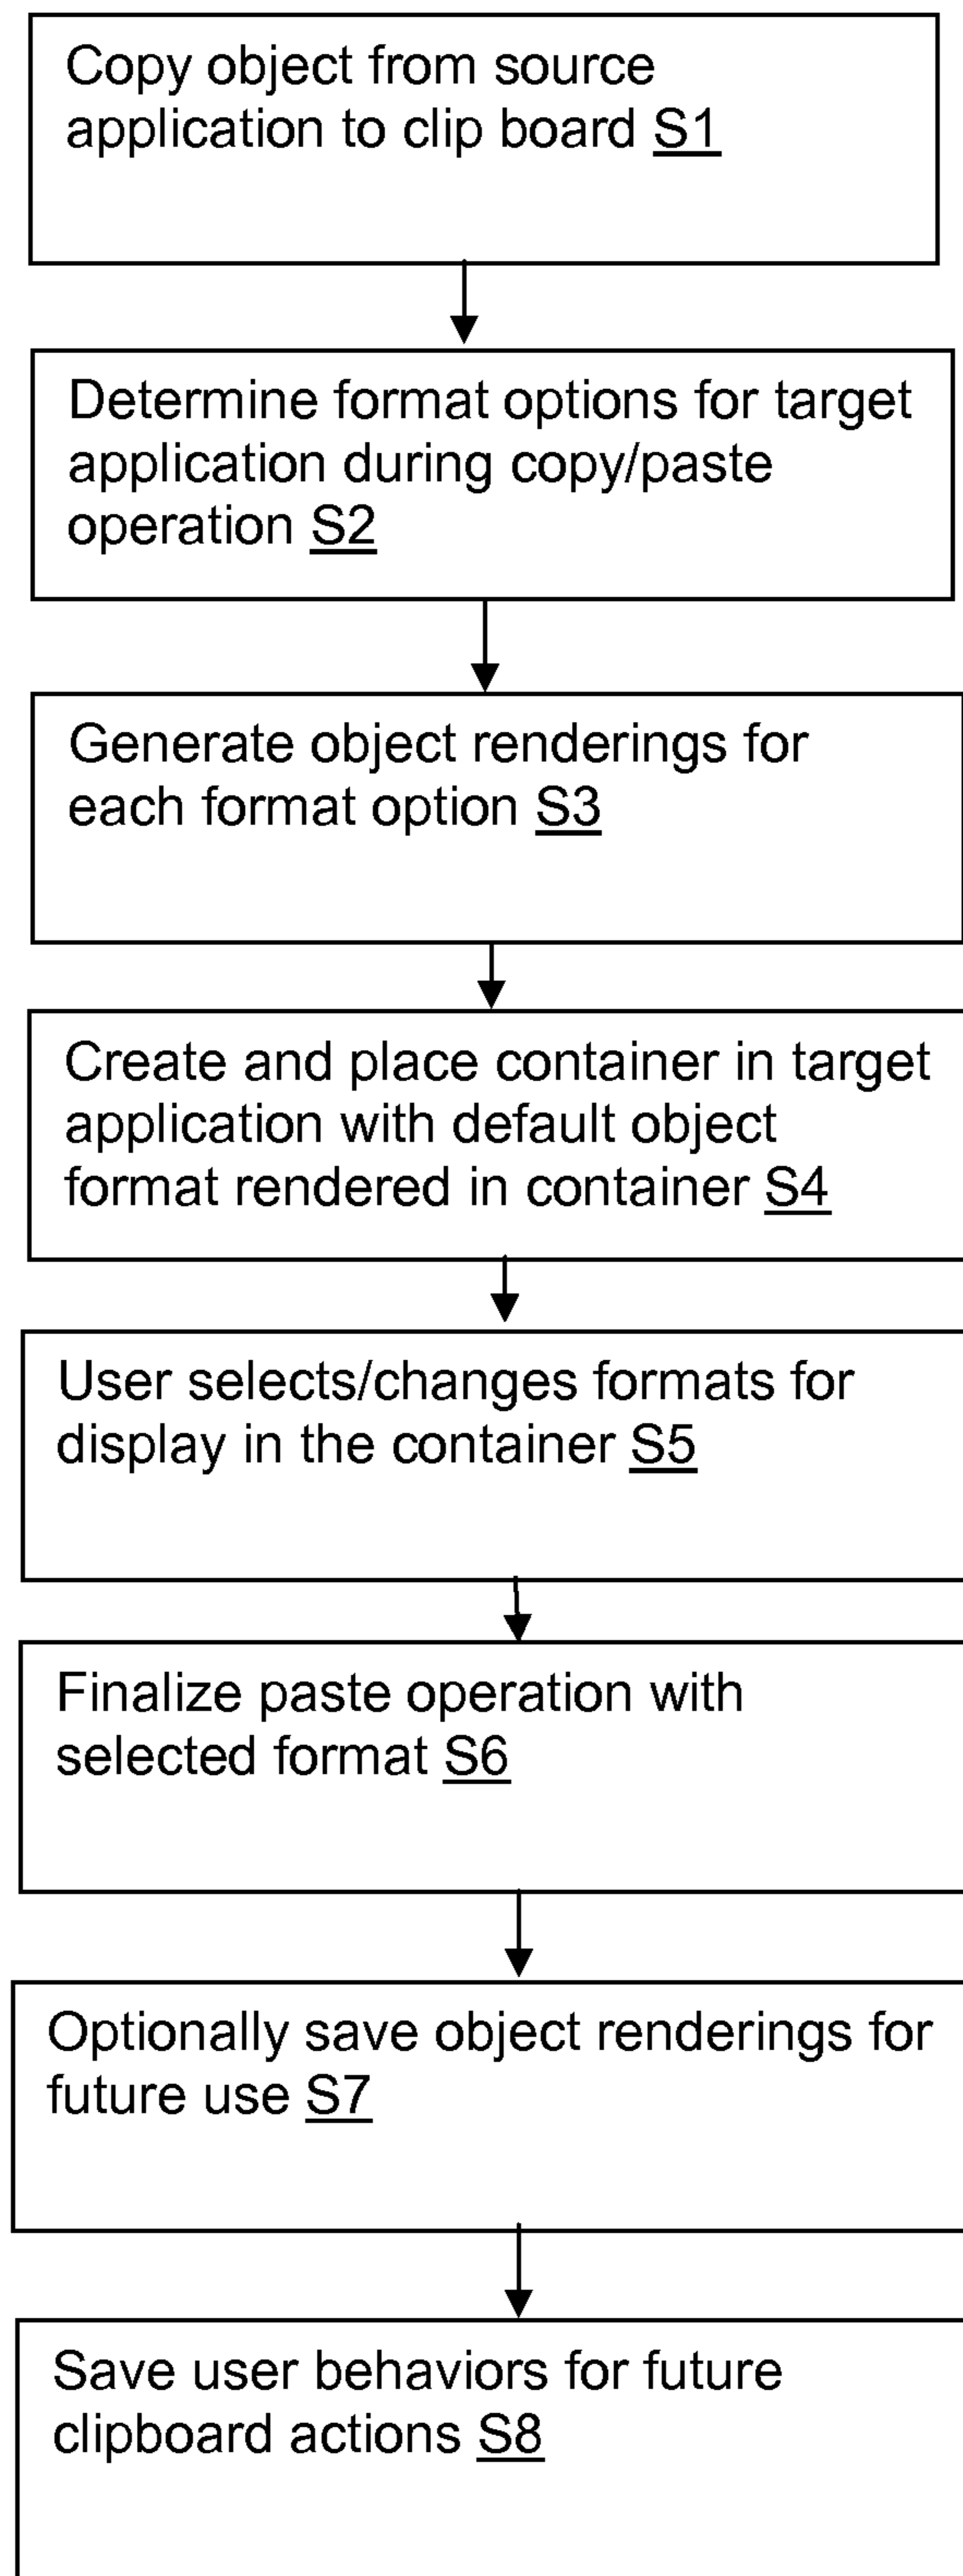 Copy object from source
application to clip board S1
Determine format options for target
application during copy/paste
operation S2
Generate object renderings for
each format option S3
Create and place container in target
application with default object
format rendered in container S4
User selects/changes formats for
display in the container S5
Finalize paste operation with
selected format S6
Optionally save object renderings for
future use S7
Save user behaviors for future
clipboard actions S8